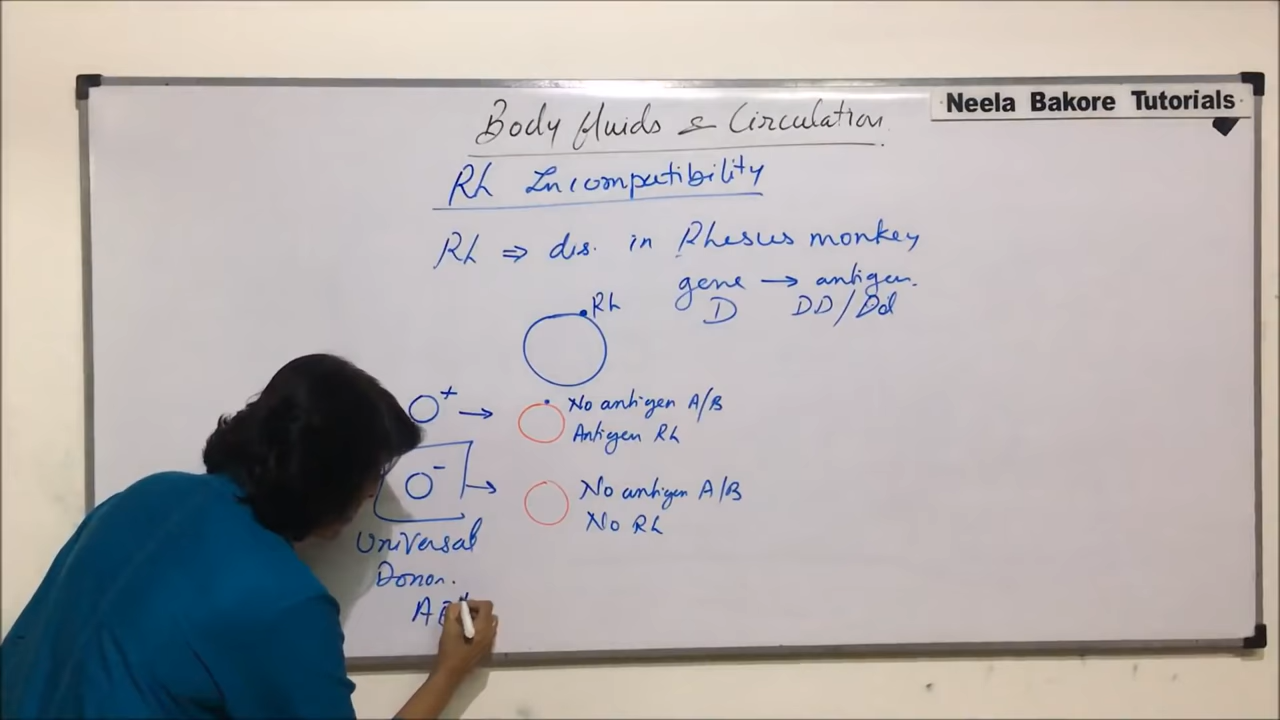 Neela Bakore Tutorials
Body fluids & Circulation
Rh Incompatibility
Rh ⇒ dis. in Rhesus monkey
gene → antigen.
D DD/Dd
Rh
O+ → No antigen A/B
Antigen Rh
O- → No antigen A/B
No Rh
Universal
Donor.